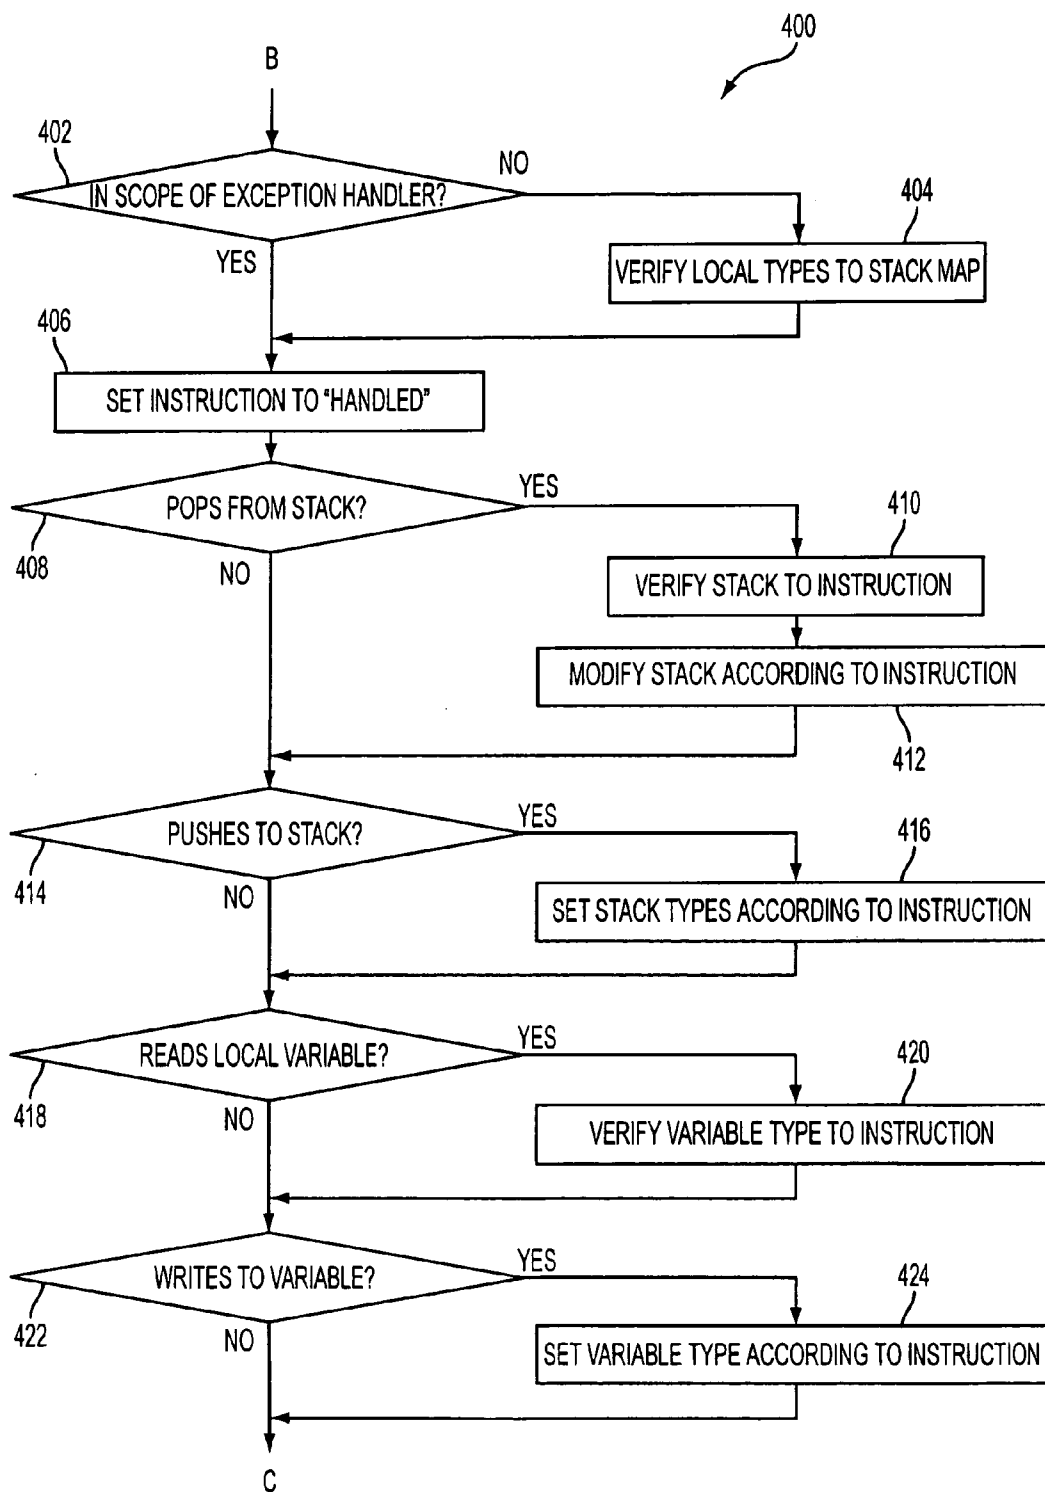 400
B
402
IN SCOPE OF EXCEPTION HANDLER?
NO
YES
404
VERIFY LOCAL TYPES TO STACK MAP
406
SET INSTRUCTION TO “HANDLED”
POPS FROM STACK?
YES
408
NO
410
VERIFY STACK TO INSTRUCTION
MODIFY STACK ACCORDING TO INSTRUCTION
412
PUSHES TO STACK?
YES
414
NO
416
SET STACK TYPES ACCORDING TO INSTRUCTION
READS LOCAL VARIABLE?
YES
418
NO
420
VERIFY VARIABLE TYPE TO INSTRUCTION
WRITES TO VARIABLE?
YES
422
NO
424
SET VARIABLE TYPE ACCORDING TO INSTRUCTION
C